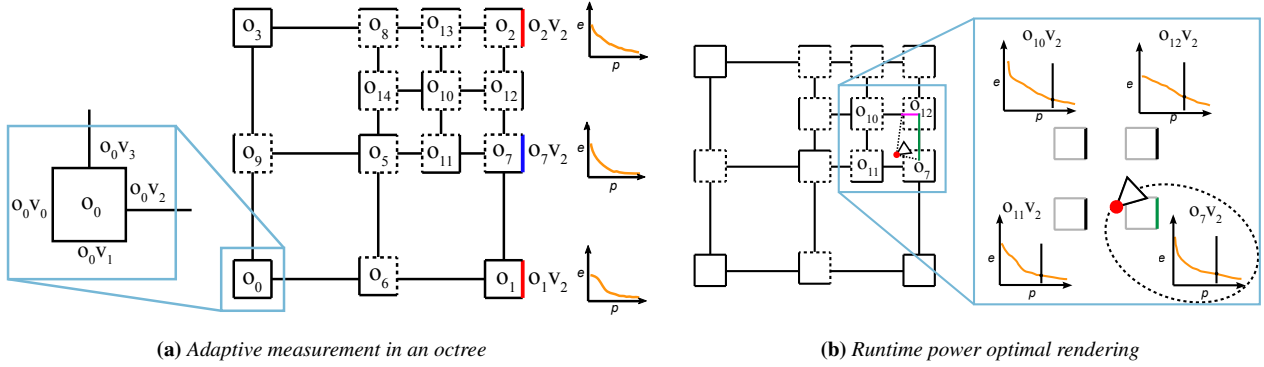 o₃ o₈ o₁₃ o₂ o₂v₂ e p
o₁₄ o₁₀ o₁₂
o₉ o₅ o₁₁ o₇ o₇v₂ e p
o₀v₃
o₀v₀ o₀ o₀v₂
o₀v₁
o₀ o₆ o₁ o₁v₂ e p
(a) Adaptive measurement in an octree
o₁₀ o₁₂
o₁₁ o₇
o₁₀v₂ o₁₂v₂
e p e p
o₁₁v₂ o₇v₂
e p e p
(b) Runtime power optimal rendering